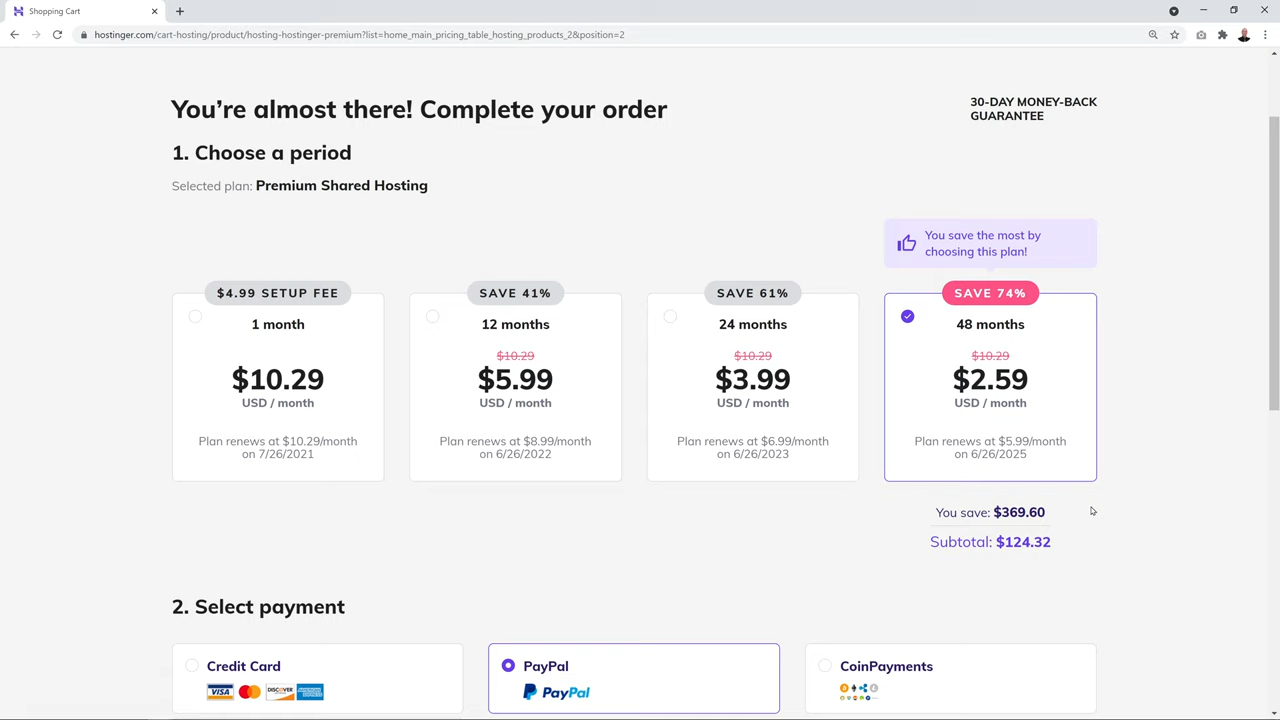 Shopping Cart
hostinger.com/cart-hosting/product/hosting-hostinger-premium?list=home_main_pricing_table_hosting_products_2&position=2
You're almost there! Complete your order
30-DAY MONEY-BACK
GUARANTEE
1. Choose a period
Selected plan: Premium Shared Hosting
You save the most by
choosing this plan!
$4.99 SETUP FEE
1 month
$10.29
USD / month
Plan renews at $10.29/month
on 7/26/2021
SAVE 41%
12 months
$10.29
$5.99
USD / month
Plan renews at $8.99/month
on 6/26/2022
SAVE 61%
24 months
$10.29
$3.99
USD / month
Plan renews at $6.99/month
on 6/26/2023
SAVE 74%
48 months
$10.29
$2.59
USD / month
Plan renews at $5.99/month
on 6/26/2025
You save: $369.60
Subtotal: $124.32
2. Select payment
Credit Card
VISA
DISCOVER
PayPal
PayPal
CoinPayments